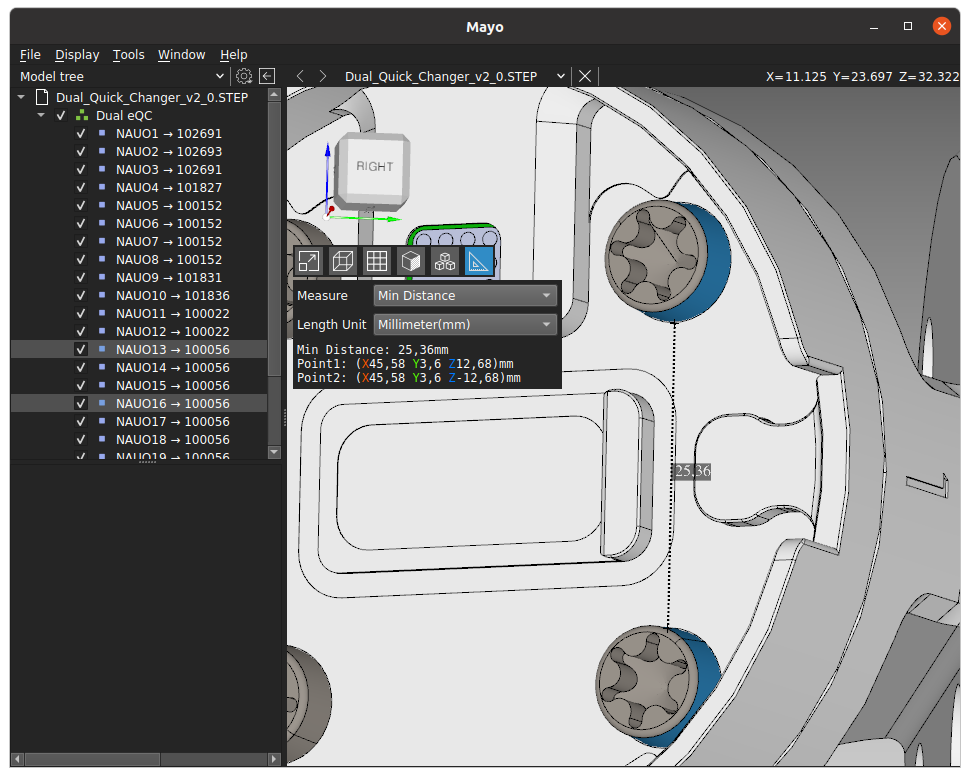 Mayo
File Display Tools Window Help
Model tree
Dual_Quick_Changer_v2_0.STEP
X=11.125 Y=23.697 Z=32.322
Dual_Quick_Changer_v2_0.STEP
Dual eQC
NAUO1 → 102691
NAUO2 → 102693
NAUO3 → 102691
NAUO4 → 101827
NAUO5 → 100152
NAUO6 → 100152
NAUO7 → 100152
NAUO8 → 100152
NAUO9 → 101831
NAUO10 → 101836
NAUO11 → 100022
NAUO12 → 100022
NAUO13 → 100056
NAUO14 → 100056
NAUO15 → 100056
NAUO16 → 100056
NAUO17 → 100056
NAUO18 → 100056
NAUO19 → 100056
RIGHT
Measure Min Distance
Length Unit Millimeter(mm)
Min Distance: 25,36mm
Point1: (X45,58 Y3,6 Z12,68)mm
Point2: (X45,58 Y3,6 Z-12,68)mm
25,36